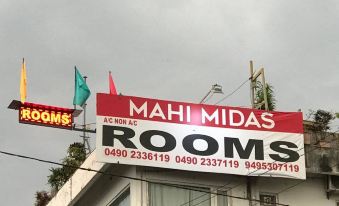 ROOMS
MAHI MIDAS
A/C NON A/C
ROOMS
0490 2336119 0490 2337119 9495307119